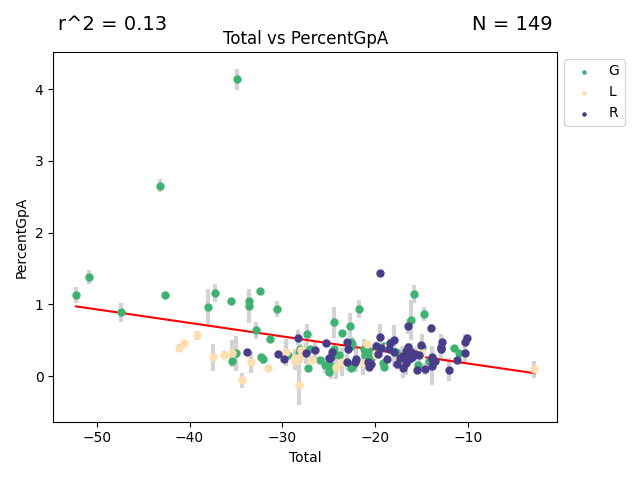 r^2 = 0.13
N = 149
Total vs PercentGpA
G
L
R
PercentGpA
4
3
2
1
0
−50
−40
−30
−20
−10
Total